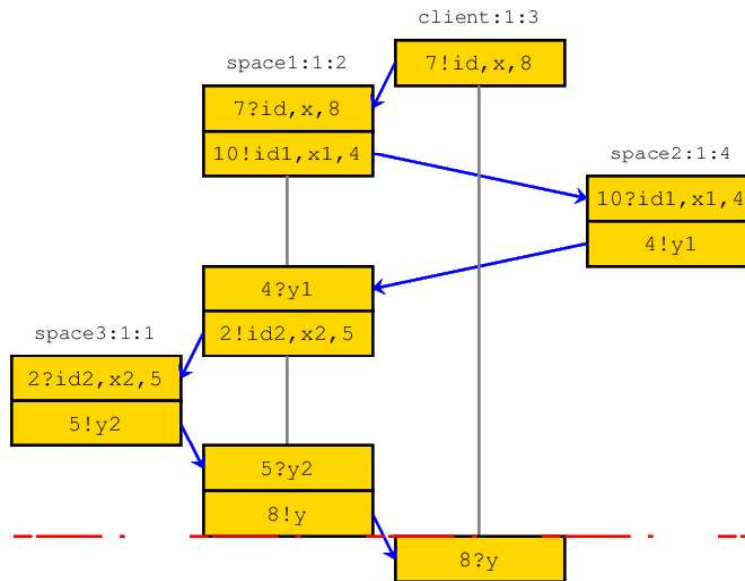 client:1:3
7!id,x,8
space1:1:2
7?id,x,8
10!id1,x1,4
space2:1:4
10?id1,x1,4
4!y1
4?y1
2!id2,x2,5
space3:1:1
2?id2,x2,5
5!y2
5?y2
8!y
8?y